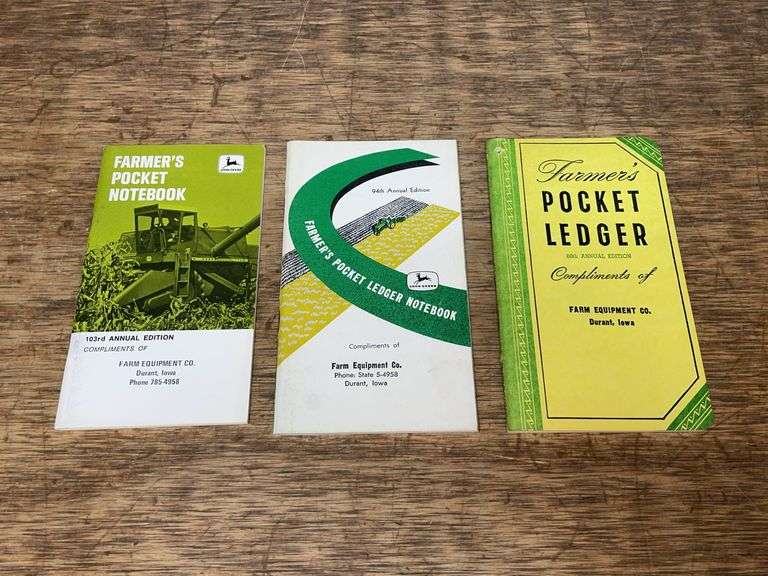 FARMER'S
POCKET
NOTEBOOK
JOHN DEERE
103rd ANNUAL EDITION
COMPLIMENTS OF
FARM EQUIPMENT CO.
Durant, Iowa
Phone 785-4958
94th Annual Edition
FARMER'S POCKET LEDGER NOTEBOOK
JOHN DEERE
Compliments of
Farm Equipment Co.
Phone: State 5-4958
Durant, Iowa
Farmer's
POCKET
LEDGER
ANNUAL EDITION
Compliments of
FARM EQUIPMENT CO.
Durant, Iowa